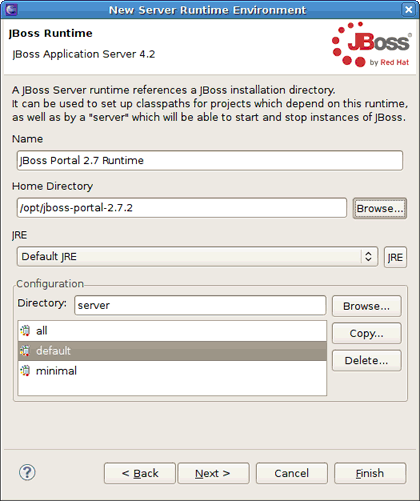 New Server Runtime Environment
JBoss Runtime
JBoss Application Server 4.2
JBoss
by Red Hat
A JBoss Server runtime references a JBoss installation directory.
It can be used to set up classpaths for projects which depend on this runtime,
as well as by a "server" which will be able to start and stop instances of JBoss.
Name
JBoss Portal 2.7 Runtime
Home Directory
/opt/jboss-portal-2.7.2 Browse...
JRE
Default JRE JRE
Configuration
Directory: server Browse...
all
Copy...
default
Delete...
minimal
? < Back Next > Cancel Finish